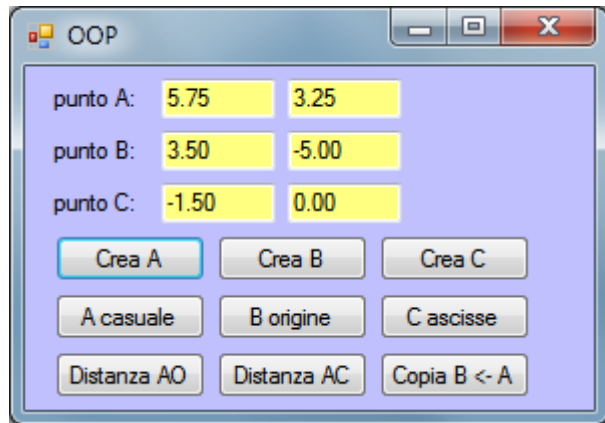 OOP
punto A: 5.75 3.25
punto B: 3.50 -5.00
punto C: -1.50 0.00
Crea A Crea B Crea C
A casuale B origine C ascisse
Distanza AO Distanza AC Copia B <- A